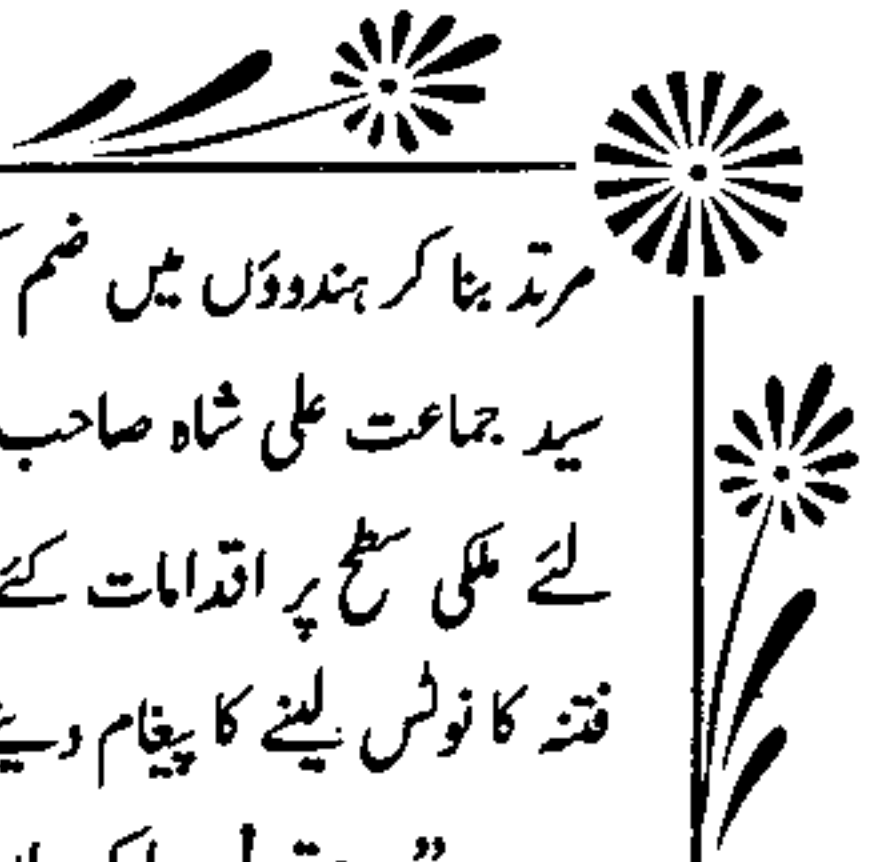 مرتد بنا کر ہندوؤں میں ضم
سید جماعت علی شاہ صاحب
لئے ملکی سطح پر اقدامات کئے
فتنہ کا نوٹس لینے کا پیغام دینے